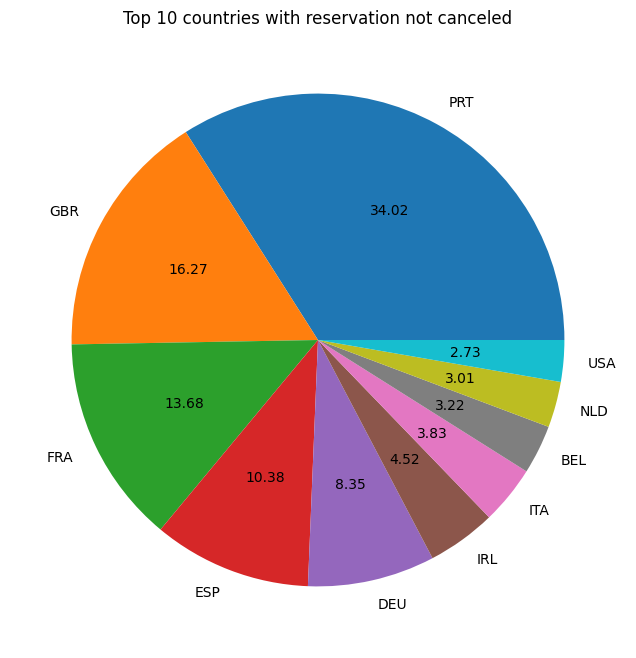 Top 10 countries with reservation not canceled
PRT
34.02
GBR
16.27
FRA
13.68
ESP
10.38
DEU
8.35
IRL
4.52
ITA
3.83
BEL
3.22
NLD
3.01
USA
2.73